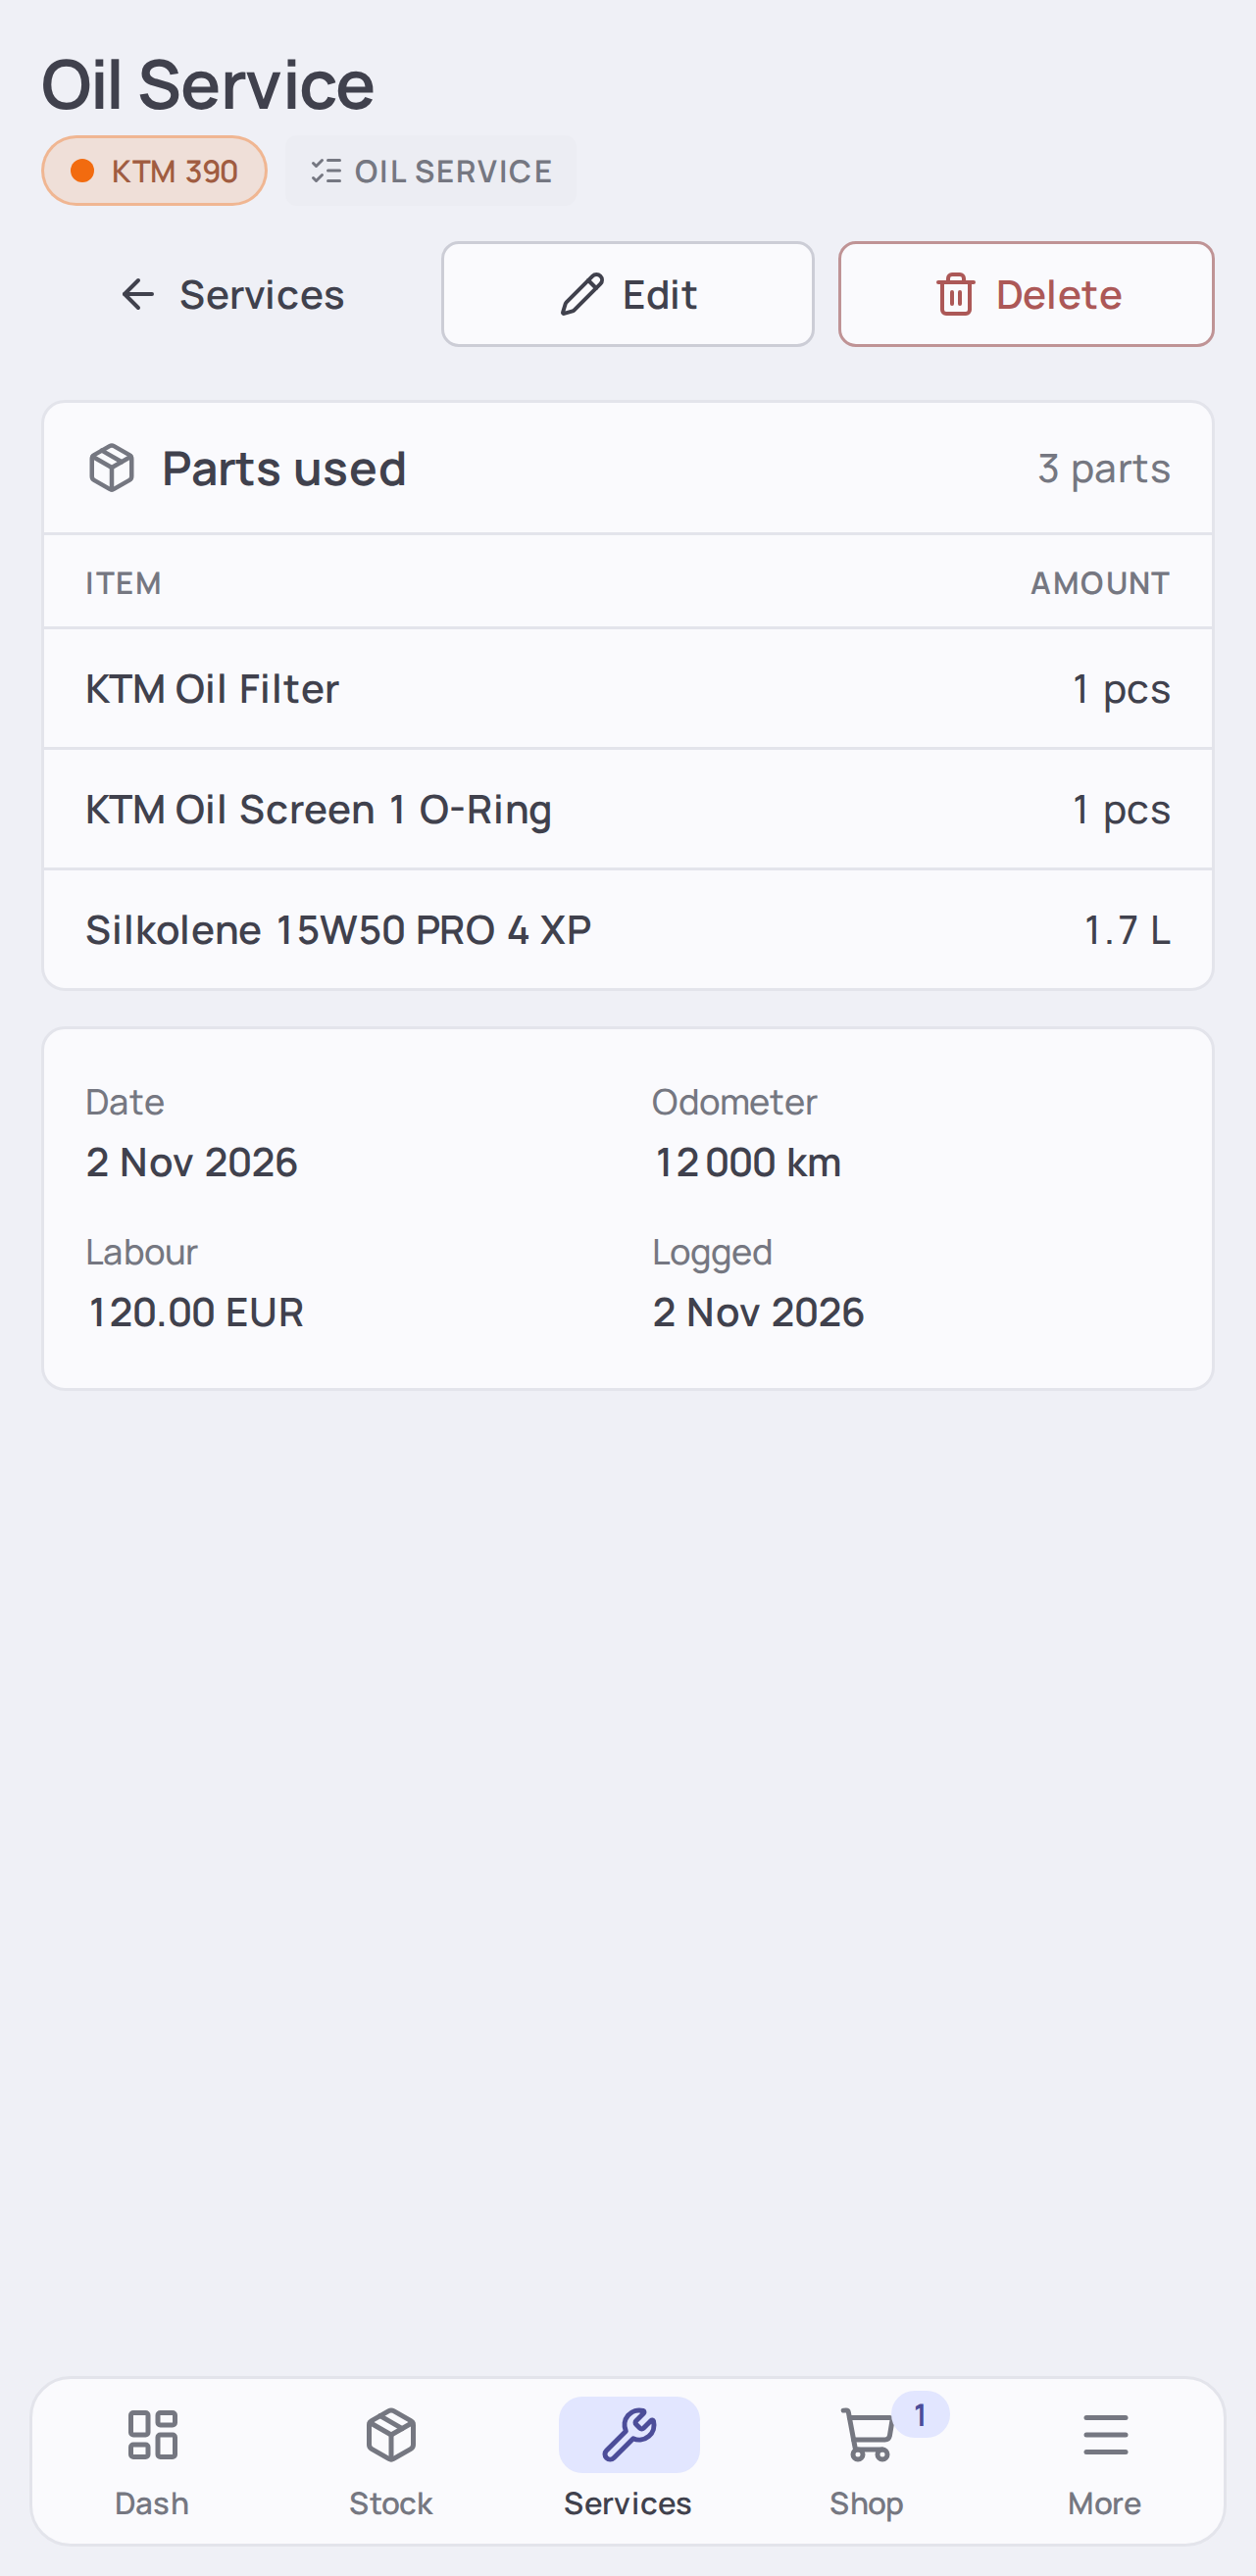 Oil Service
KTM 390
OIL SERVICE
Services
Edit
Delete
Parts used
3 parts
ITEM
AMOUNT
KTM Oil Filter
1 pcs
KTM Oil Screen 1 O-Ring
1 pcs
Silkolene 15W50 PRO 4 XP
1.7 L
Date
Odometer
2 Nov 2026
12 000 km
Labour
Logged
120.00 EUR
2 Nov 2026
1
Dash
Stock
Services
Shop
More